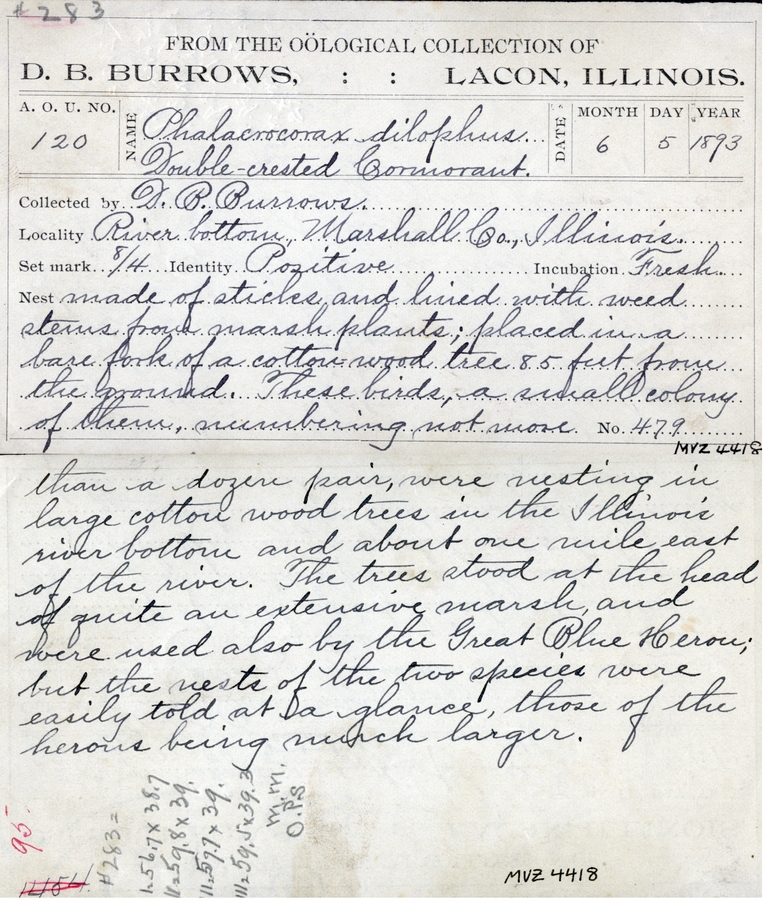 # 283
FROM THE OÖLOGICAL COLLECTION OF
D. B. BURROWS, : : LACON, ILLINOIS.
A. O. U. NO.
120
NAME
Phalacrocorax dilophus
Double-crested Cormorant.
DATE
MONTH DAY YEAR
6 5 1893
Collected by D. B. Burrows.
Locality River bottom, Marshall Co., Illinois.
Set mark 8/4 Identity Positive Incubation Fresh
Nest made of sticks and lined with weed
stems from marsh plants; placed in a
bare fork of a cotton-wood tree 85 feet from
the ground. These birds, a small colony
of them, numbering not more No. 479
MVZ 4418
than a dozen pair, were nesting in
large cotton wood trees in the Illinois
river bottom and about one mile east
of the river. The trees stood at the head
of quite an extensive marsh, and
were used also by the Great Blue Heron;
but the nests of the two species were
easily told at a glance, those of the
herons being much larger.
95
#283=
1=56.7 x 38.7
11=59.8 x 39.
111=57.7 x 39.
1111=59.5 x 39.3
m.m.
O.P.S
MVZ 4418